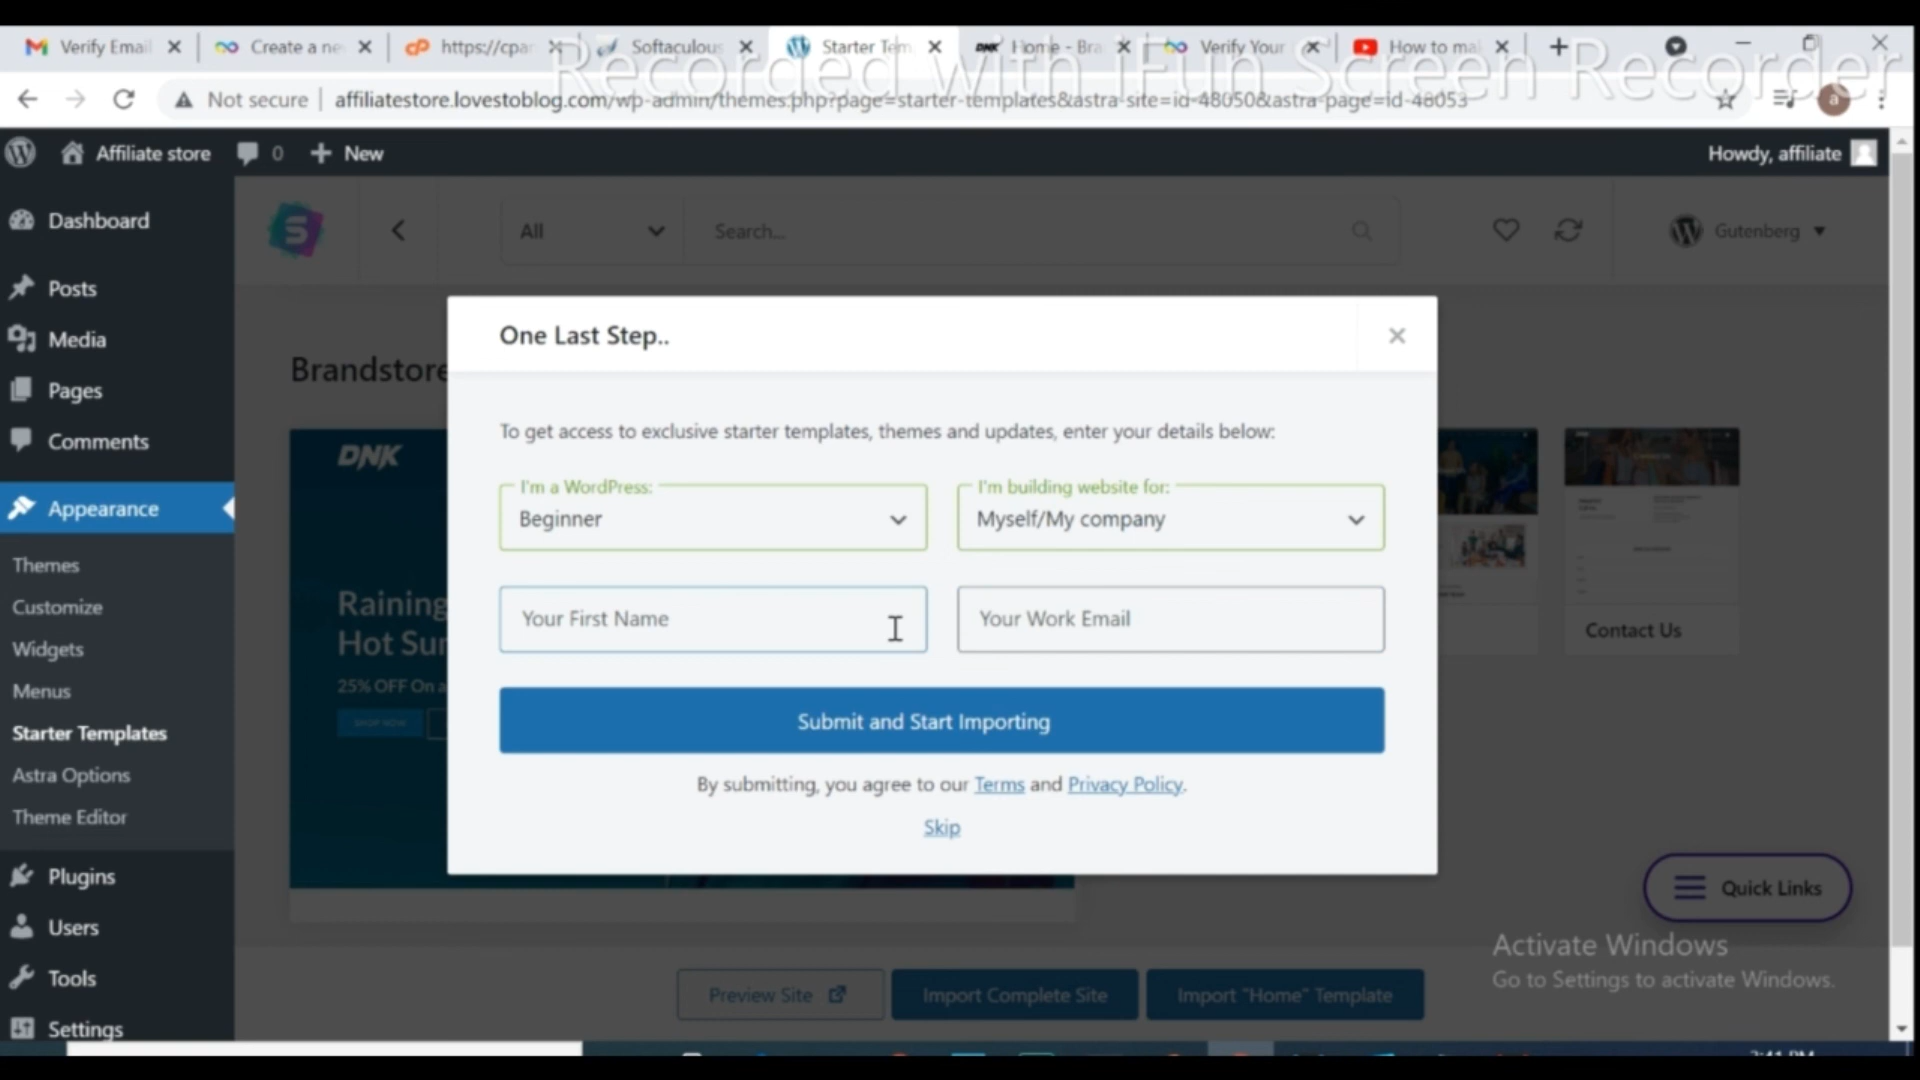 Verify Email
Create a ne
https://cpa
Softaculous
Starter Tem
DNK Home - Bra
Verify Your
How to ma
Recorded with iFun Screen Recorder
Not secure
affiliatestore.lovestoblog.com/wp-admin/themes.php?page=starter-templates&astra-site=id-48050&astra-page=id-48053
a
Affiliate store
0
New
Howdy, affiliate
Dashboard
Posts
Media
Pages
Comments
Appearance
Themes
Customize
Widgets
Menus
Starter Templates
Astra Options
Theme Editor
Plugins
Users
Tools
Settings
S
All
Search...
Gutenberg
Brandstore
DNK
Raining
Hot Sum
25% OFF On a
SHOP NOW
One Last Step..
To get access to exclusive starter templates, themes and updates, enter your details below:
I'm a WordPress:
Beginner
I'm building website for:
Myself/My company
Your First Name
Your Work Email
Submit and Start Importing
By submitting, you agree to our Terms and Privacy Policy.
Skip
Contact Us
Quick Links
Activate Windows
Go to Settings to activate Windows.
Preview Site
Import Complete Site
Import "Home" Template